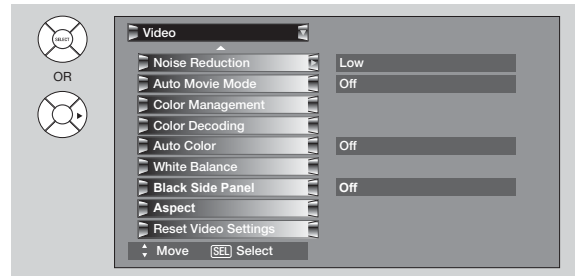 SELECT
OR
Video
Noise Reduction Low
Auto Movie Mode Off
Color Management
Color Decoding
Auto Color Off
White Balance
Black Side Panel Off
Aspect
Reset Video Settings
Move SEL Select